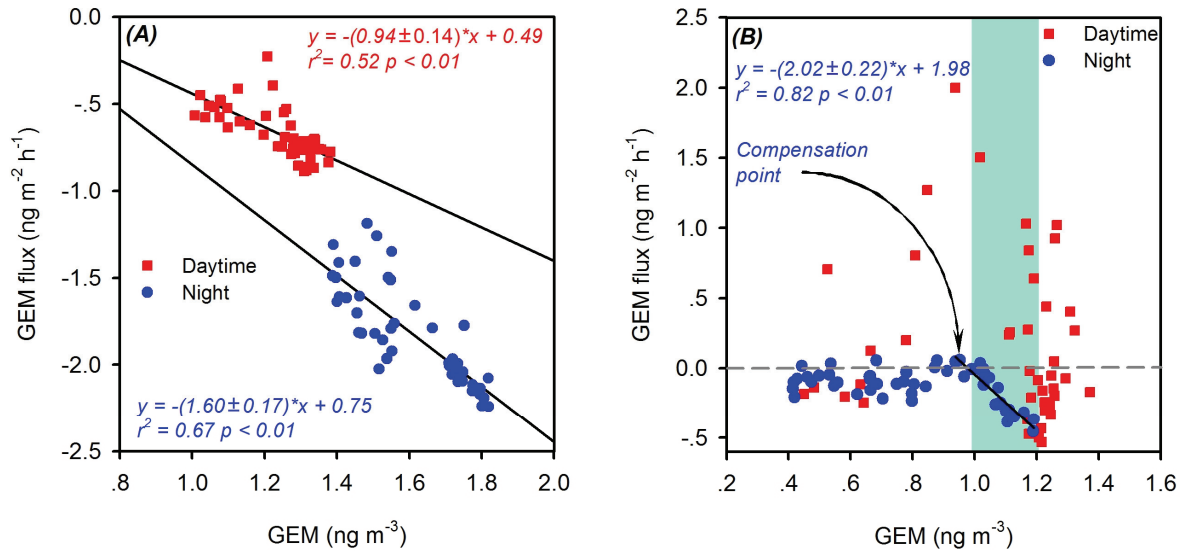 (A)
y = -(0.94±0.14)*x + 0.49
r² = 0.52 p < 0.01
Daytime
Night
y = -(1.60±0.17)*x + 0.75
r² = 0.67 p < 0.01
0.0
-.5
-1.0
-1.5
-2.0
-2.5
.8
1.0
1.2
1.4
1.6
1.8
2.0
GEM flux (ng m⁻² h⁻¹)
GEM (ng m⁻³)
(B)
Daytime
Night
y = -(2.02±0.22)*x + 1.98
r² = 0.82 p < 0.01
Compensation
point
2.5
2.0
1.5
1.0
.5
0.0
-.5
.2
.4
.6
.8
1.0
1.2
1.4
1.6
GEM flux (ng m⁻² h⁻¹)
GEM (ng m⁻³)